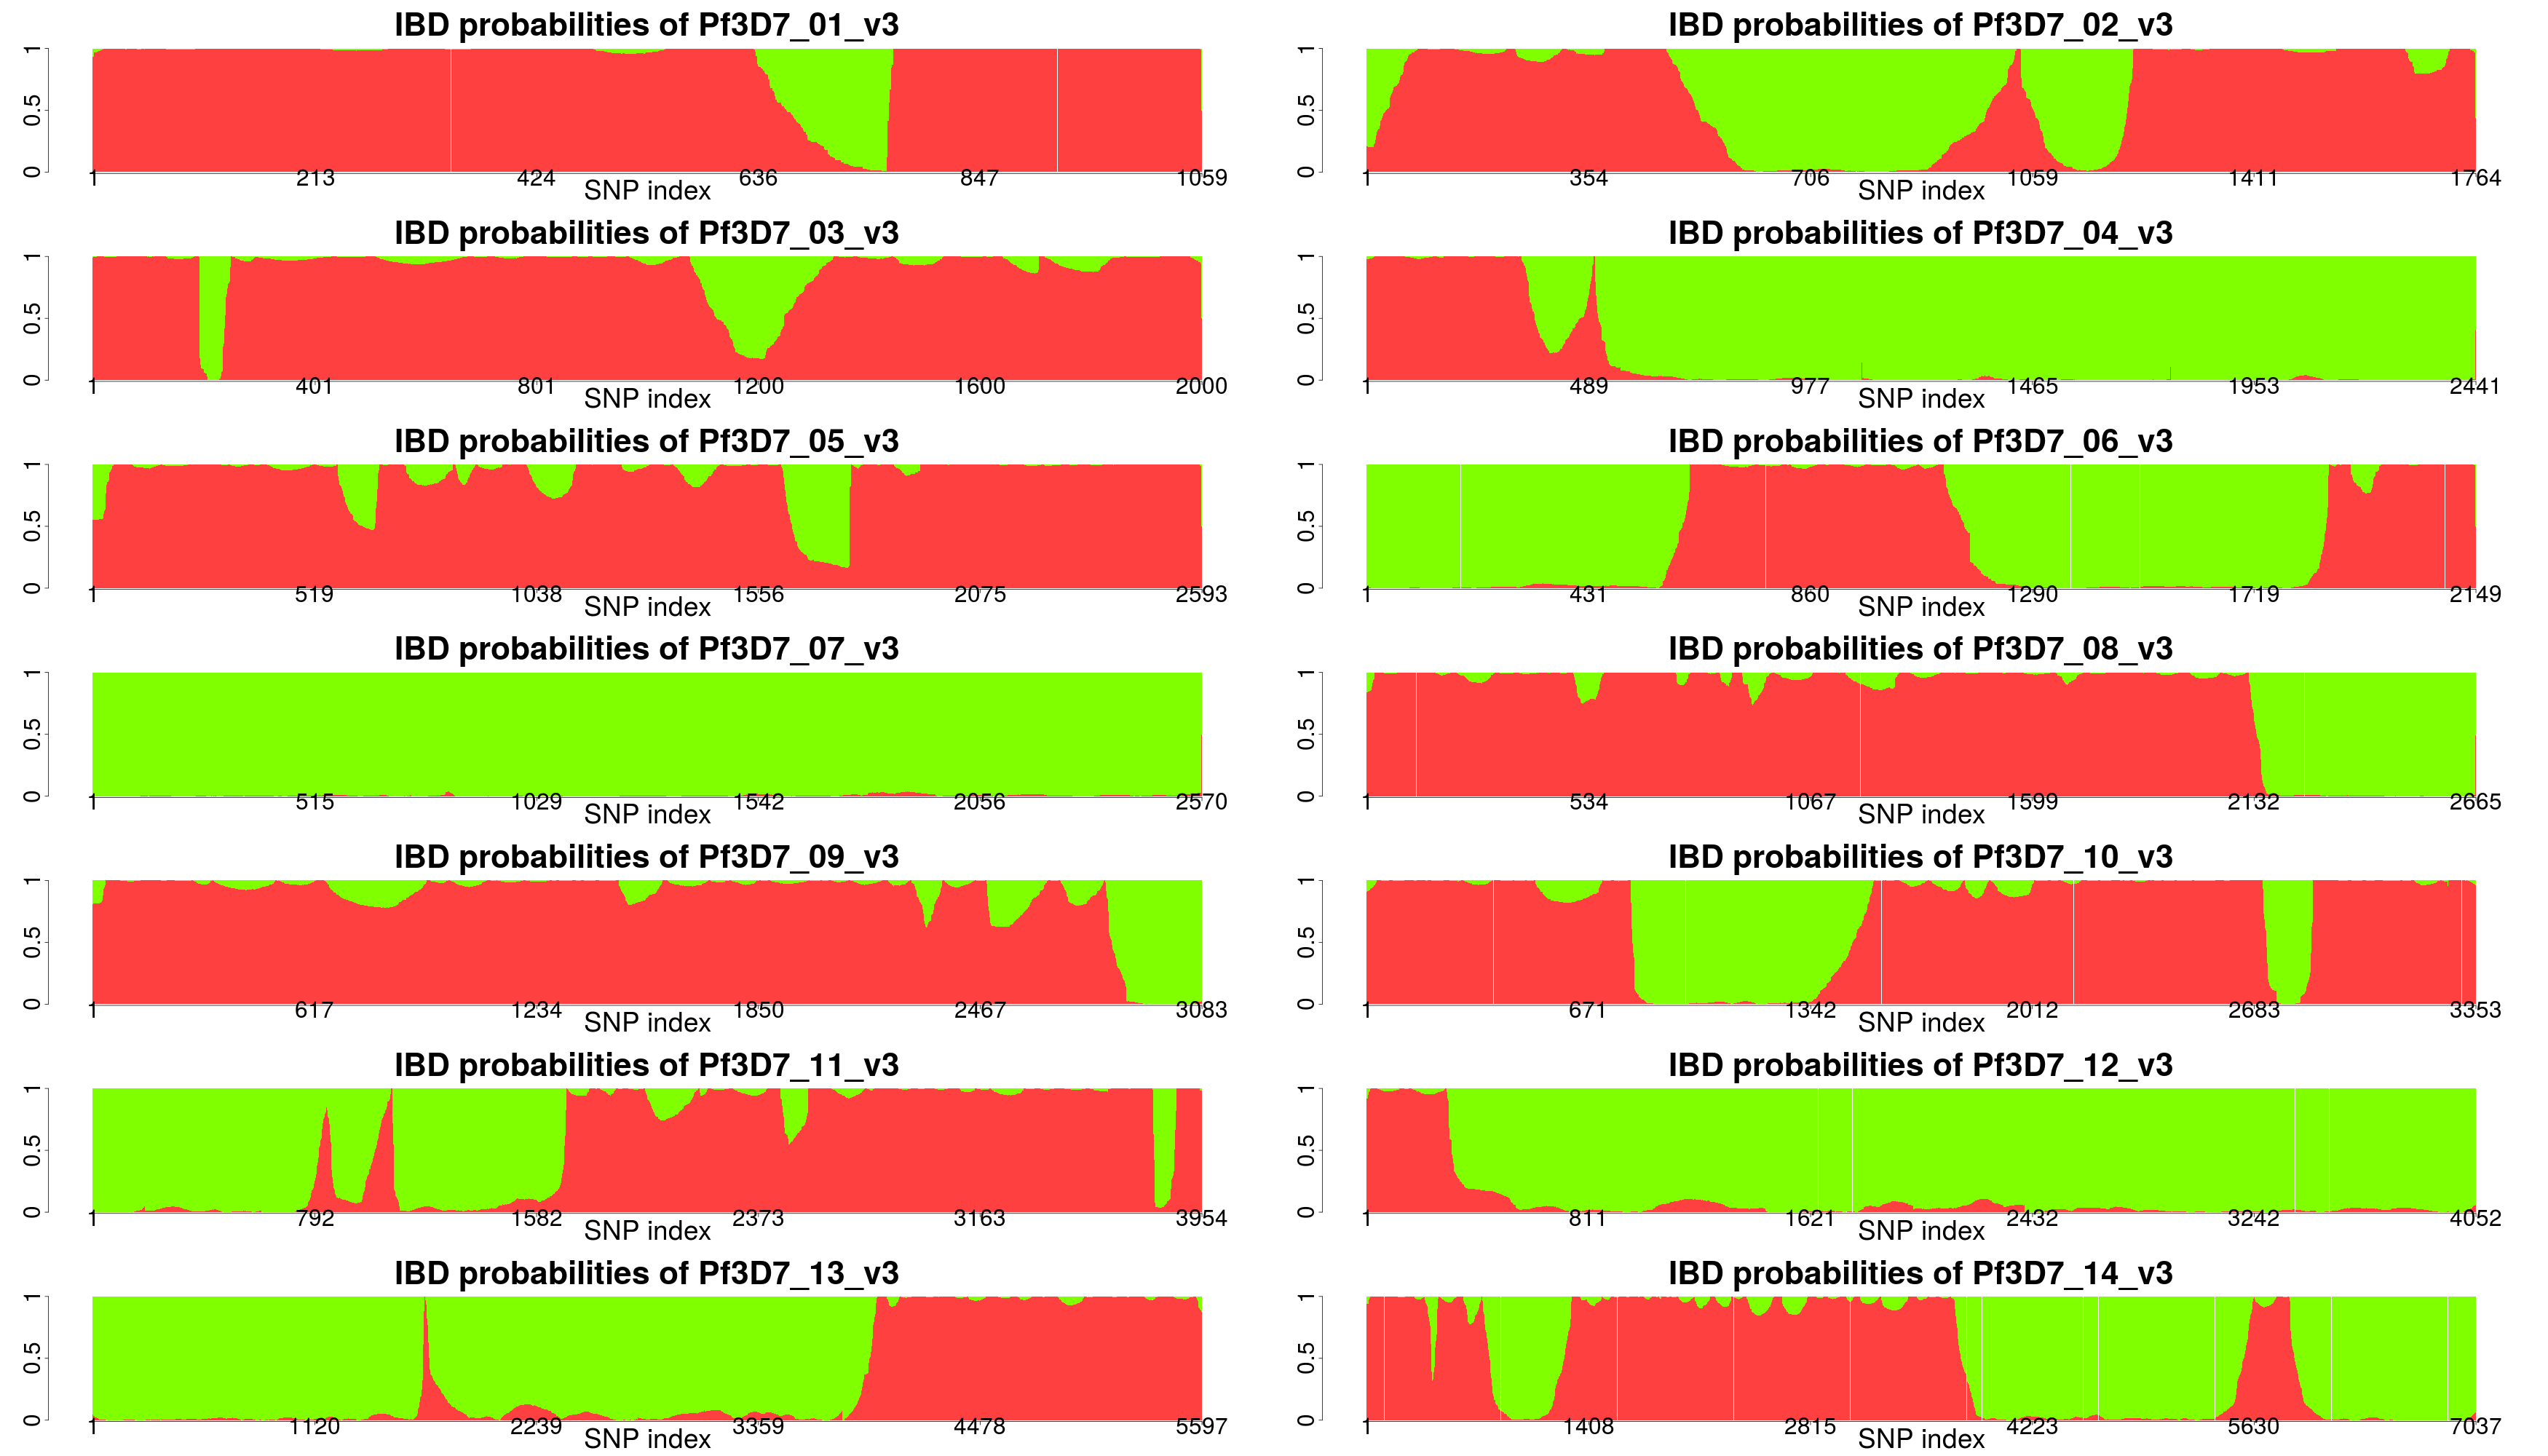 IBD probabilities of Pf3D7_01_v3
0 0.5 1
1 213 424 636 847 1059
SNP index
IBD probabilities of Pf3D7_02_v3
0 0.5 1
1 354 706 1059 1411 1764
SNP index
IBD probabilities of Pf3D7_03_v3
0 0.5 1
1 401 801 1200 1600 2000
SNP index
IBD probabilities of Pf3D7_04_v3
0 0.5 1
1 489 977 1465 1953 2441
SNP index
IBD probabilities of Pf3D7_05_v3
0 0.5 1
1 519 1038 1556 2075 2593
SNP index
IBD probabilities of Pf3D7_06_v3
0 0.5 1
1 431 860 1290 1719 2149
SNP index
IBD probabilities of Pf3D7_07_v3
0 0.5 1
1 515 1029 1542 2056 2570
SNP index
IBD probabilities of Pf3D7_08_v3
0 0.5 1
1 534 1067 1599 2132 2665
SNP index
IBD probabilities of Pf3D7_09_v3
0 0.5 1
1 617 1234 1850 2467 3083
SNP index
IBD probabilities of Pf3D7_10_v3
0 0.5 1
1 671 1342 2012 2683 3353
SNP index
IBD probabilities of Pf3D7_11_v3
0 0.5 1
1 792 1582 2373 3163 3954
SNP index
IBD probabilities of Pf3D7_12_v3
0 0.5 1
1 811 1621 2432 3242 4052
SNP index
IBD probabilities of Pf3D7_13_v3
0 0.5 1
1 1120 2239 3359 4478 5597
SNP index
IBD probabilities of Pf3D7_14_v3
0 0.5 1
1 1408 2815 4223 5630 7037
SNP index